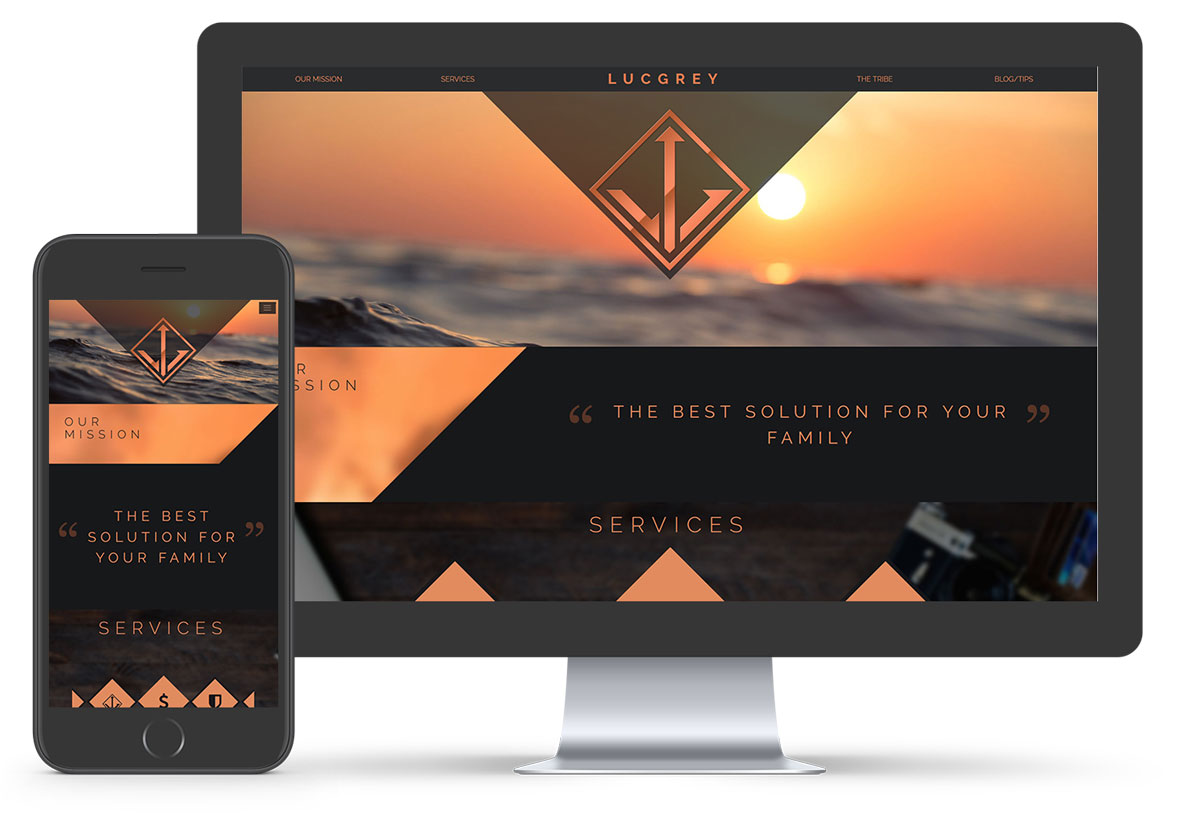 OUR MISSION
SERVICES
LUCGREY
THE TRIBE
BLOG/TIPS
R
SSION
“ THE BEST SOLUTION FOR YOUR ”
FAMILY
SERVICES
OUR
MISSION
THE BEST
“ SOLUTION FOR ”
YOUR FAMILY
SERVICES
$